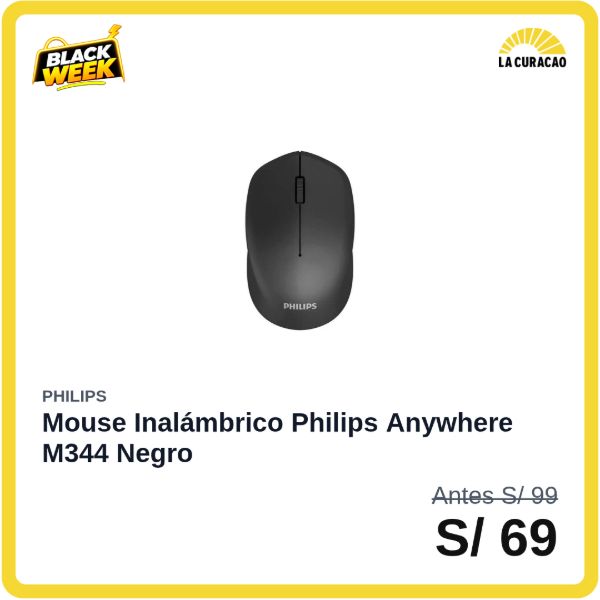 BLACK
WEEK
LA CURACAO
PHILIPS
PHILIPS
Mouse Inalámbrico Philips Anywhere
M344 Negro
Antes S/ 99
S/ 69